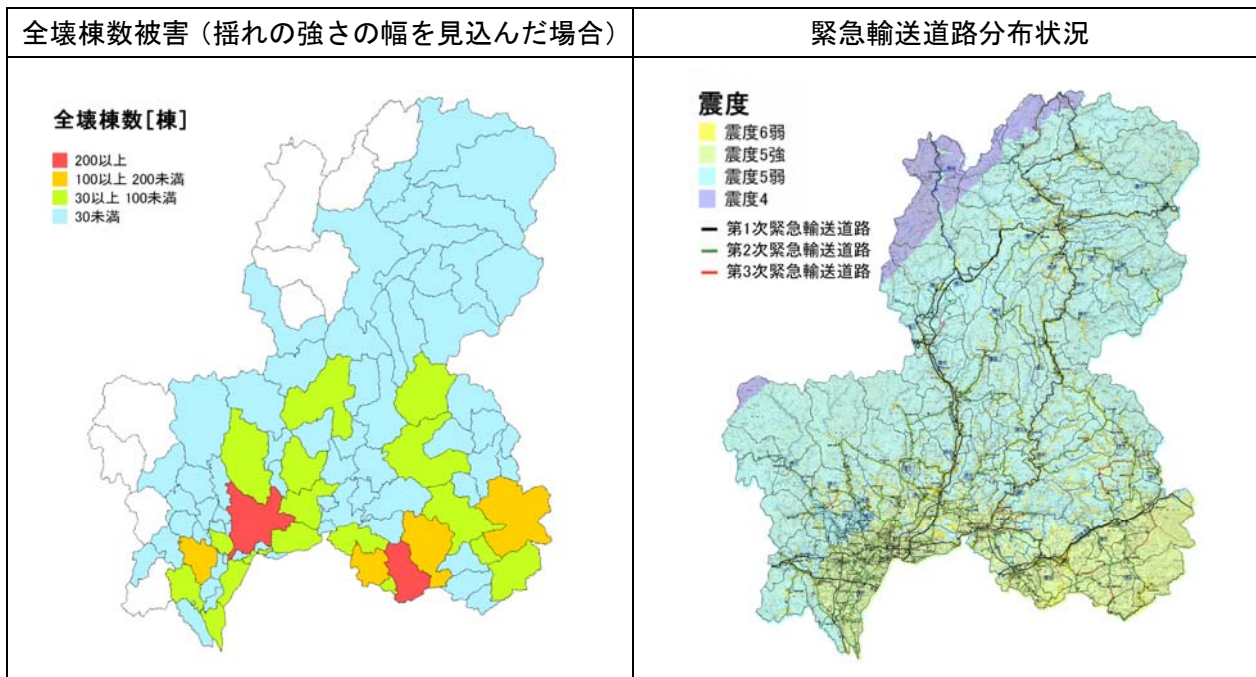 全壊棟数被害（揺れの強さの幅を見込んだ場合）
緊急輸送道路分布状況
全壊棟数[棟]
200以上
100以上 200未満
30以上 100未満
30未満
震度
震度6弱
震度5強
震度5弱
震度4
第1次緊急輸送道路
第2次緊急輸送道路
第3次緊急輸送道路